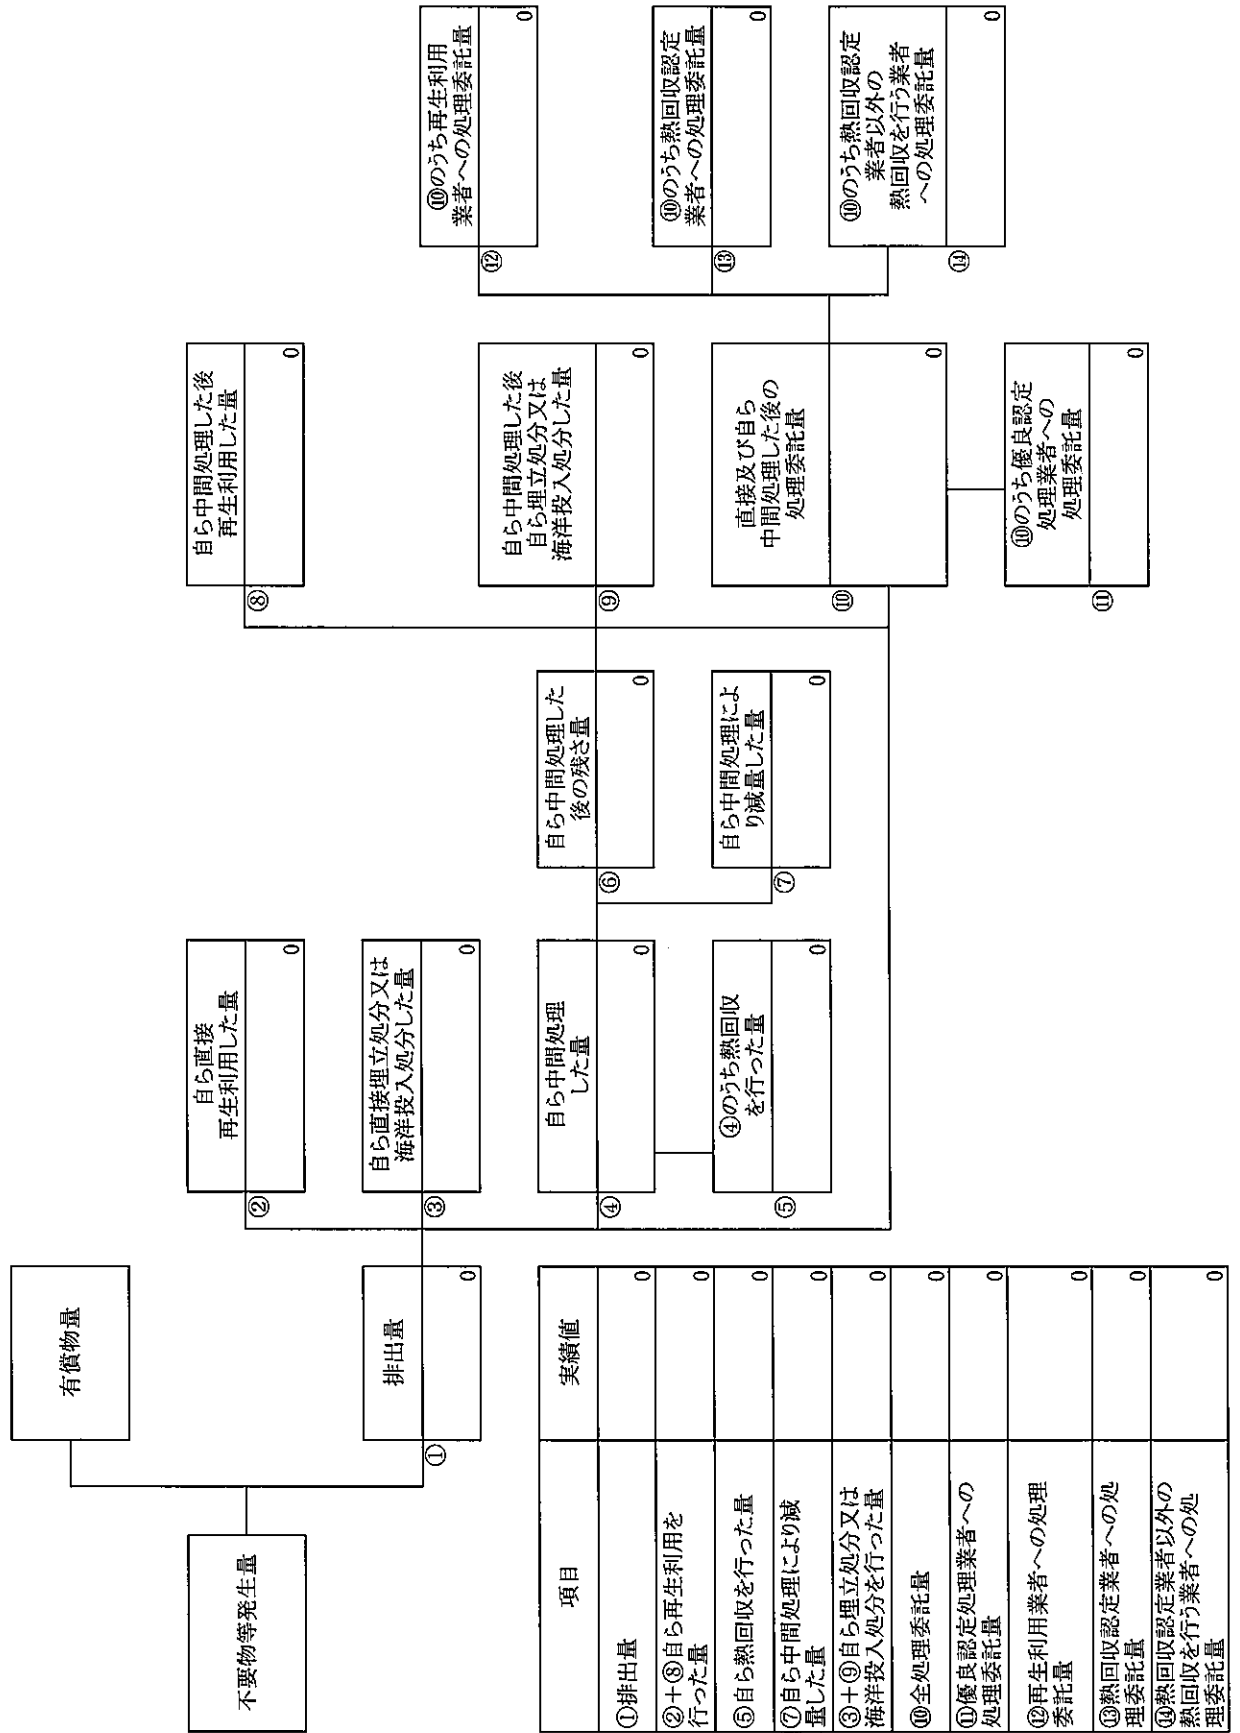 不要物等発生量
有償物量
①
排出量
0
②
自ら直接
再生利用した量
0
③
自ら直接埋立処分又は
海洋投入処分した量
0
④
自ら中間処理
した量
0
⑤
④のうち熱回収
を行った量
0
⑥
自ら中間処理した
後の残さ量
0
⑦
自ら中間処理によ
り減量した量
0
⑧
自ら中間処理した後
再生利用した量
0
⑨
自ら中間処理した後
自ら埋立処分又は
海洋投入処分した量
0
⑩
直接及び自ら
中間処理した後の
処理委託量
0
⑪
⑩のうち優良認定
処理業者への
処理委託量
0
⑫
⑩のうち再生利用
業者への処理委託量
0
⑬
⑩のうち熱回収認定
業者への処理委託量
0
⑭
⑩のうち熱回収認定
業者以外の
熱回収を行う業者
への処理委託量
0
項目 実績値
①排出量 0
②+⑧自ら再生利用を
行った量 0
⑤自ら熱回収を行った量 0
⑦自ら中間処理により減
量した量 0
③+⑨自ら埋立処分又は
海洋投入処分を行った量 0
⑩全処理委託量 0
⑪優良認定処理業者への
処理委託量 0
⑫再生利用業者への処理
委託量 0
⑬熱回収認定業者への処
理委託量 0
⑭熱回収認定業者以外の
熱回収を行う業者への処
理委託量 0